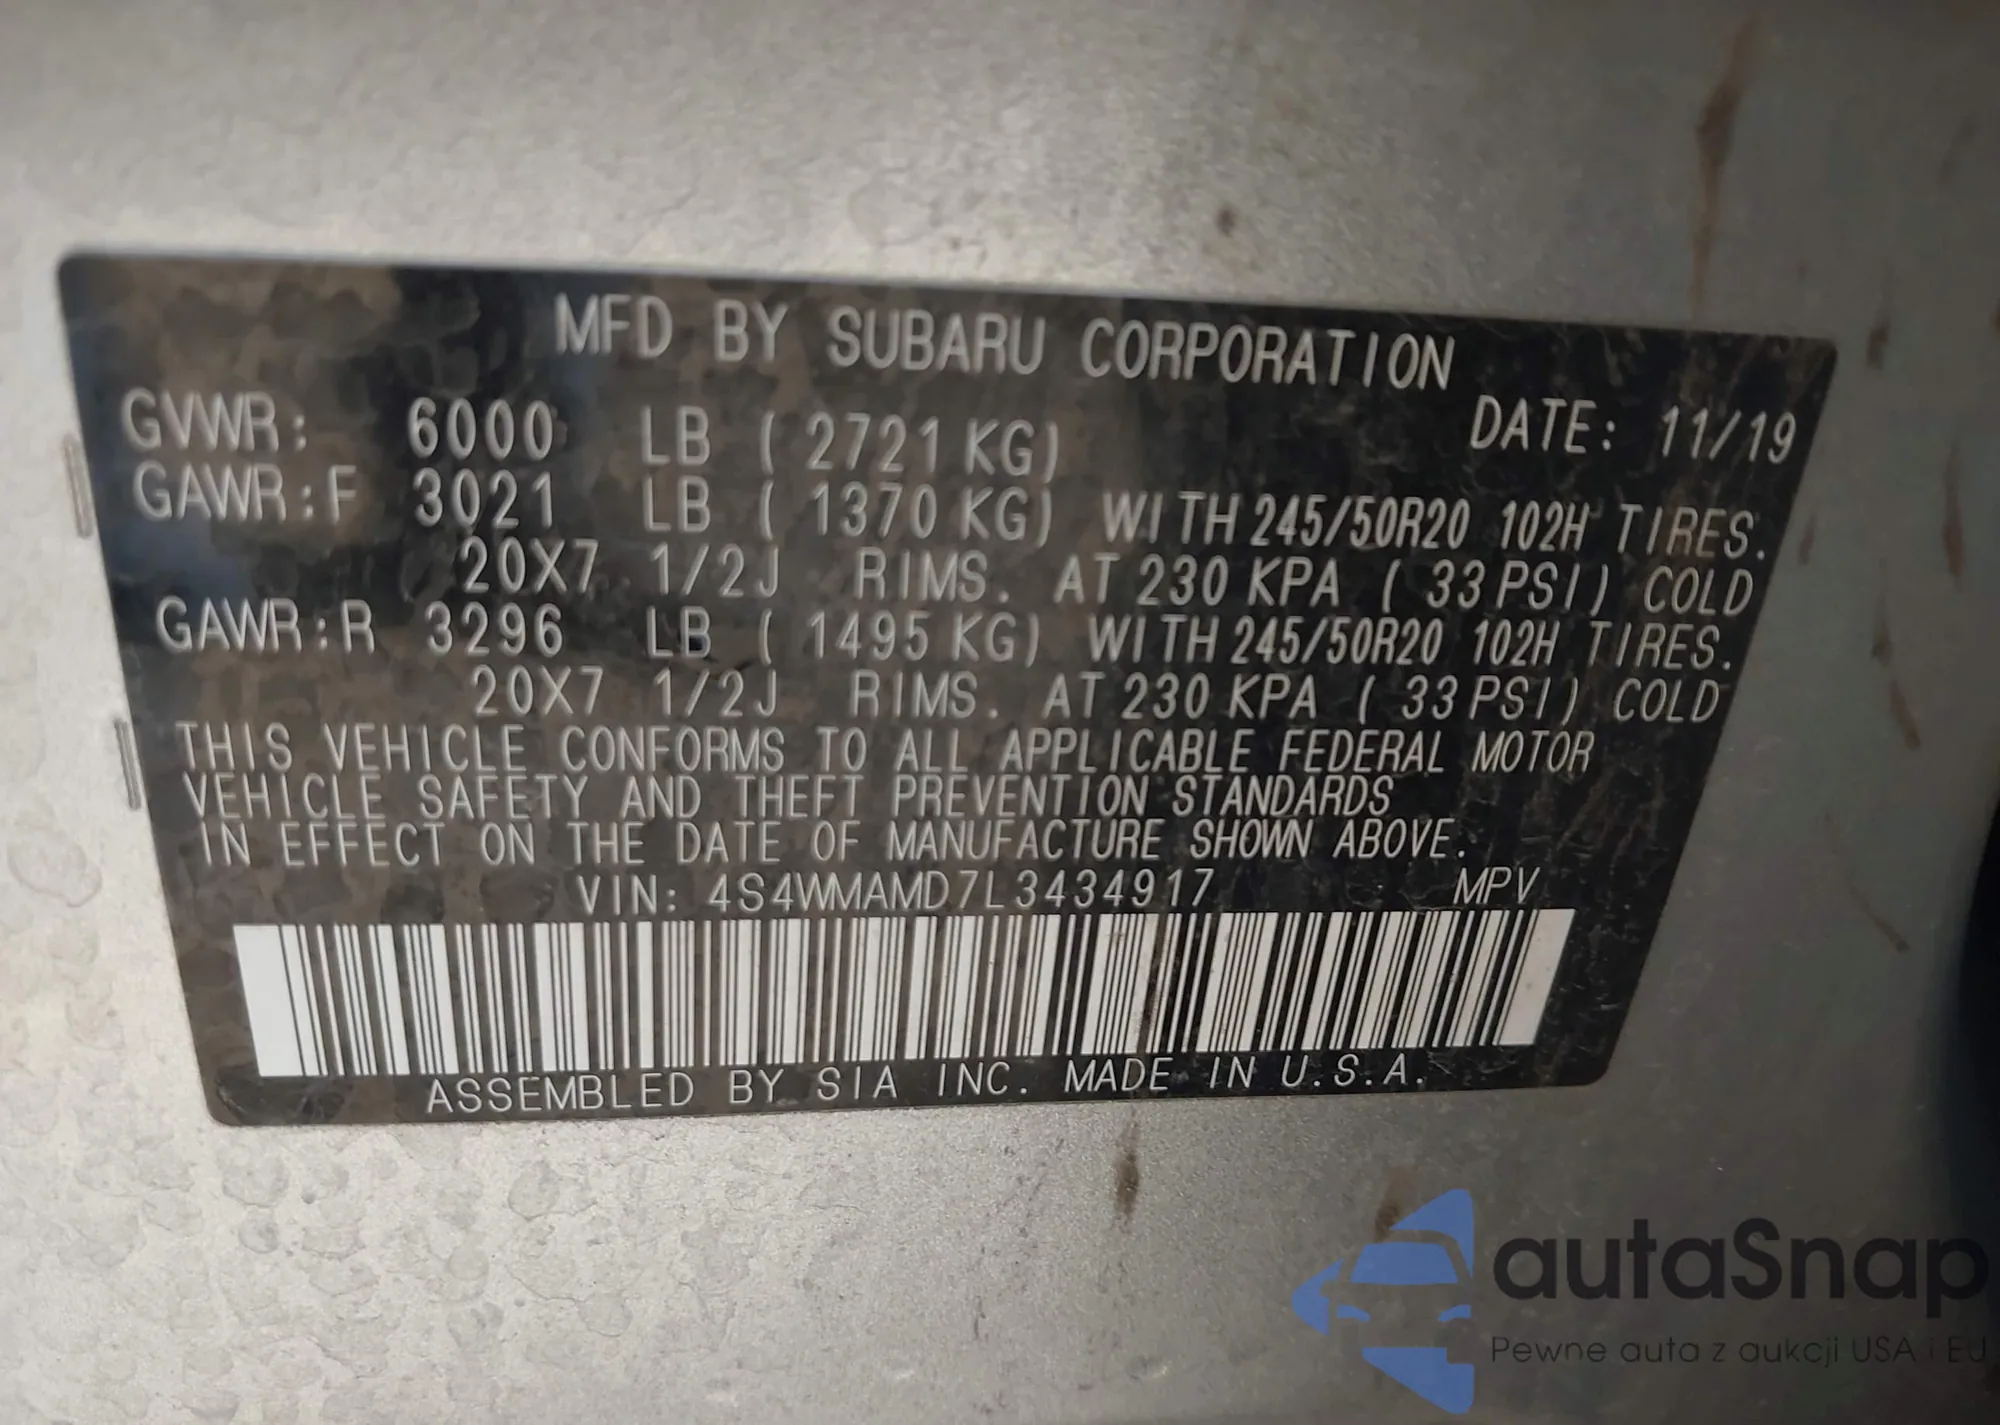 MFD BY SUBARU CORPORATION
GVWR: 6000 LB ( 2721 KG) DATE: 11/19
GAWR:F 3021 LB ( 1370 KG) WITH 245/50R20 102H TIRES.
20X7 1/2J RIMS. AT 230 KPA ( 33 PSI) COLD
GAWR:R 3296 LB ( 1495 KG) WITH 245/50R20 102H TIRES.
20X7 1/2J RIMS. AT 230 KPA ( 33 PSI) COLD
THIS VEHICLE CONFORMS TO ALL APPLICABLE FEDERAL MOTOR
VEHICLE SAFETY AND THEFT PREVENTION STANDARDS
IN EFFECT ON THE DATE OF MANUFACTURE SHOWN ABOVE.
VIN: 4S4WMAMD7L3434917 MPV
ASSEMBLED BY SIA INC. MADE IN U.S.A.
autaSnap
Pewne auta z aukcji USA i EU